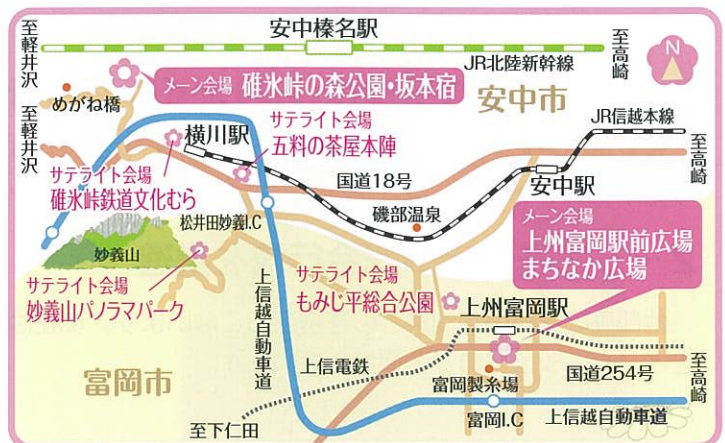 至軽井沢
安中榛名駅
至高崎
JR北陸新幹線
N
めがね橋
メーン会場 碓氷峠の森公園・坂本宿
安中市
至軽井沢
横川駅
サテライト会場
五料の茶屋本陣
JR信越本線
至高崎
サテライト会場
碓氷峠鉄道文化むら
国道18号
安中駅
松井田妙義I.C
磯部温泉
妙義山
メーン会場
上州富岡駅前広場
まちなか広場
サテライト会場
妙義山パノラマパーク
上信越自動車道
サテライト会場
もみじ平総合公園
上州富岡駅
富岡市
上信電鉄
国道254号
至高崎
富岡製糸場
至下仁田
富岡I.C
上信越自動車道